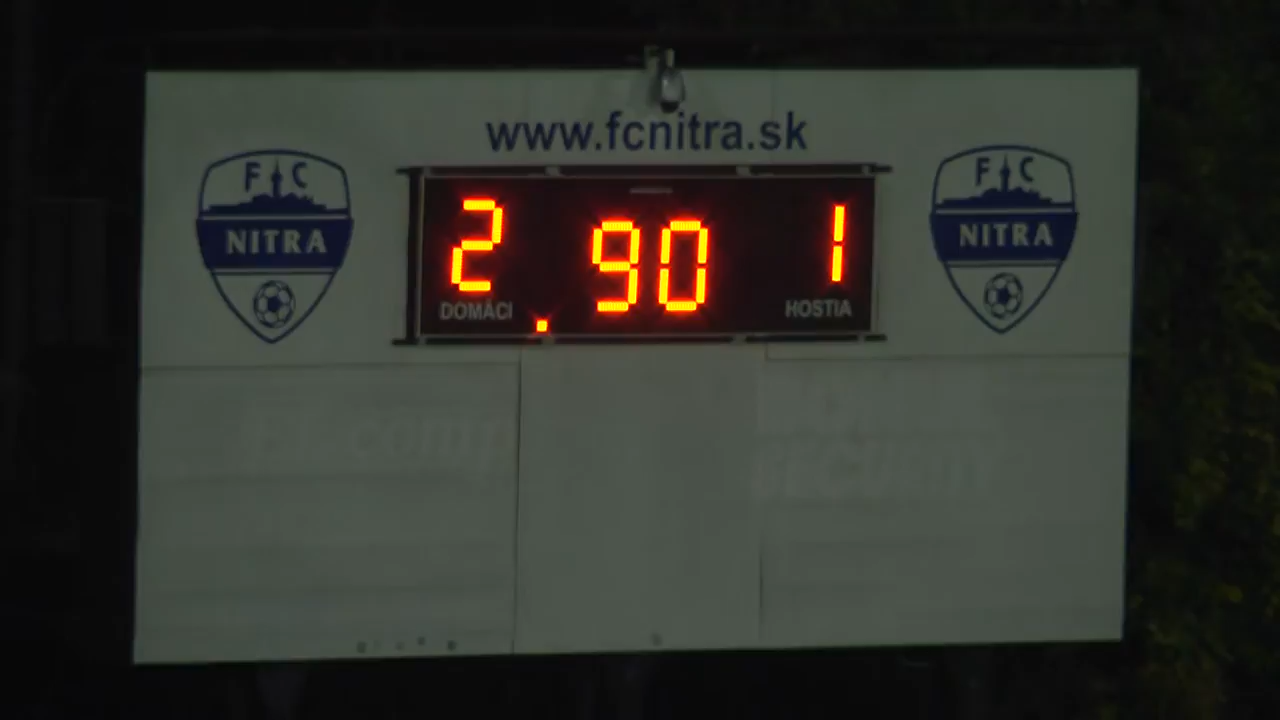 www.fcnitra.sk
FC
NITRA
FC
NITRA
2 90 1
DOMÁCI
HOSTIA